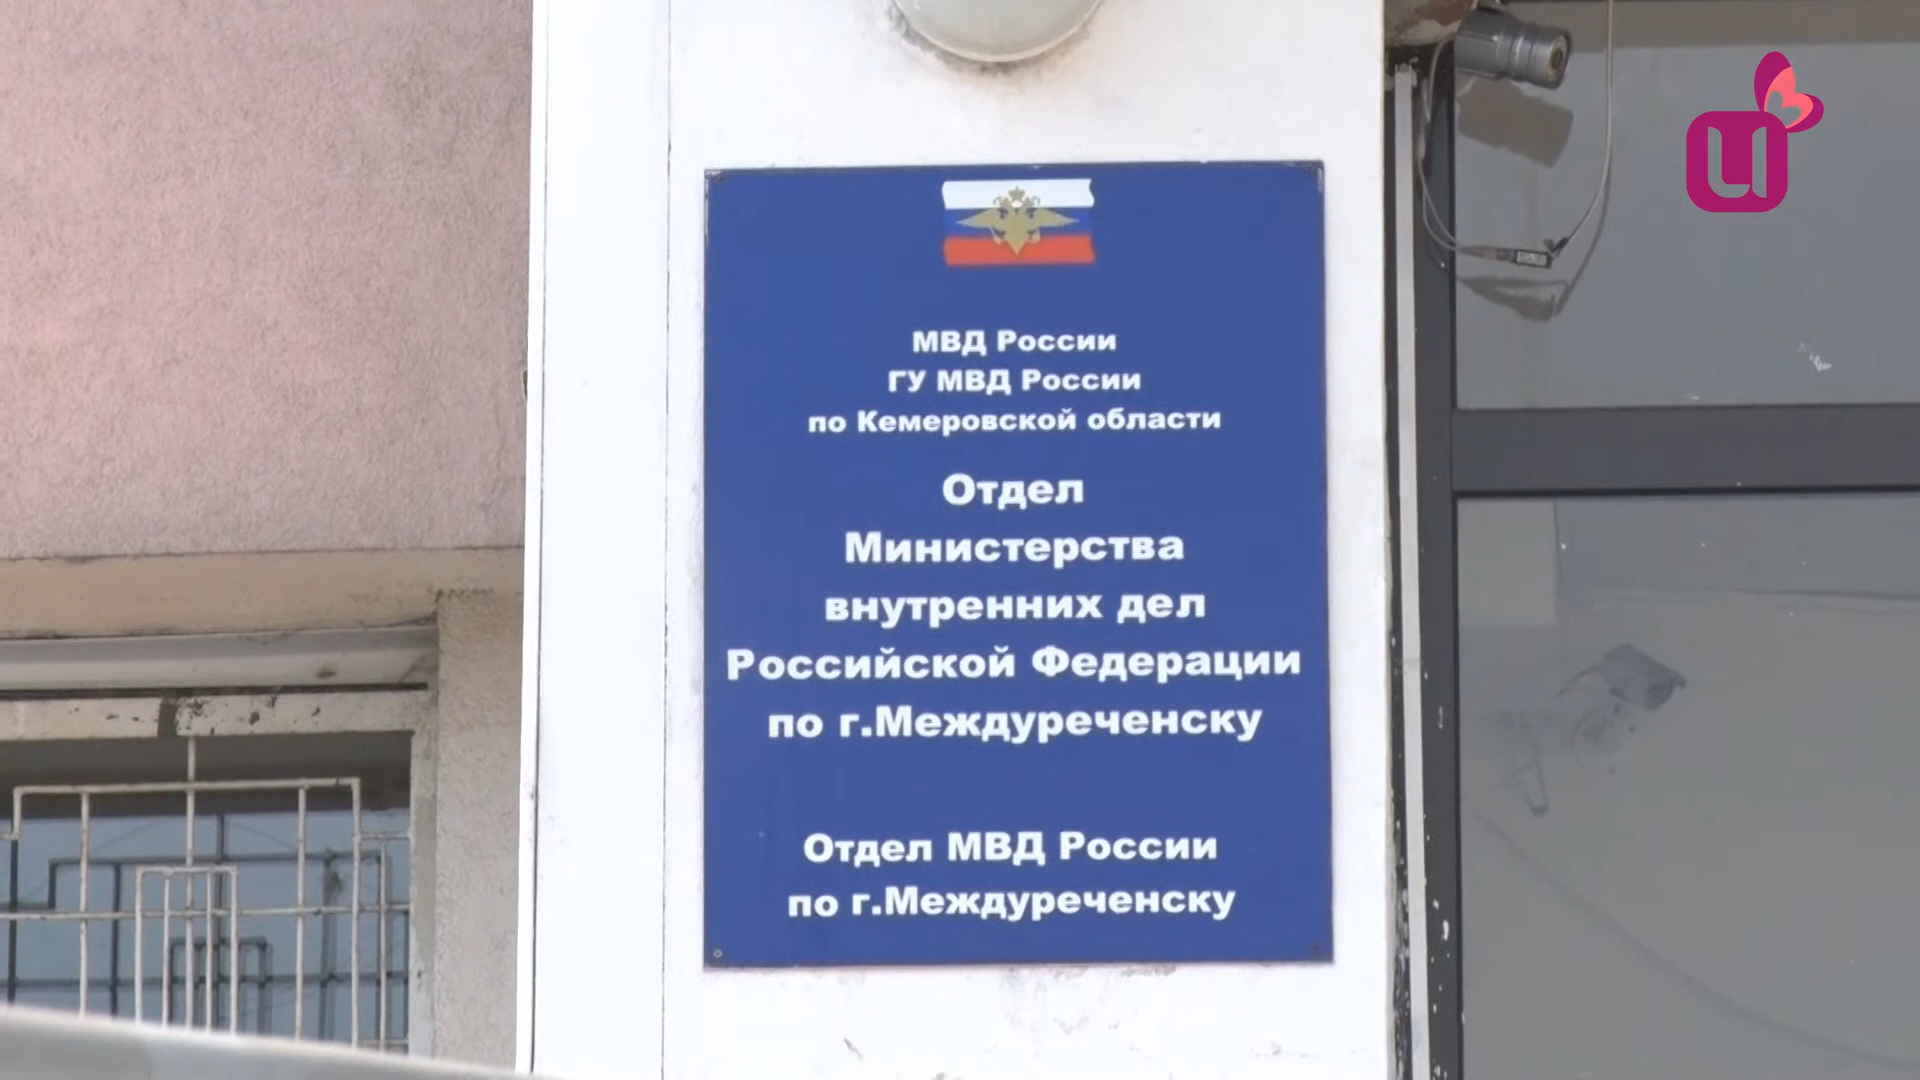 МВД России
ГУ МВД России
по Кемеровской области
Отдел
Министерства
внутренних дел
Российской Федерации
по г.Междуреченску
Отдел МВД России
по г.Междуреченску